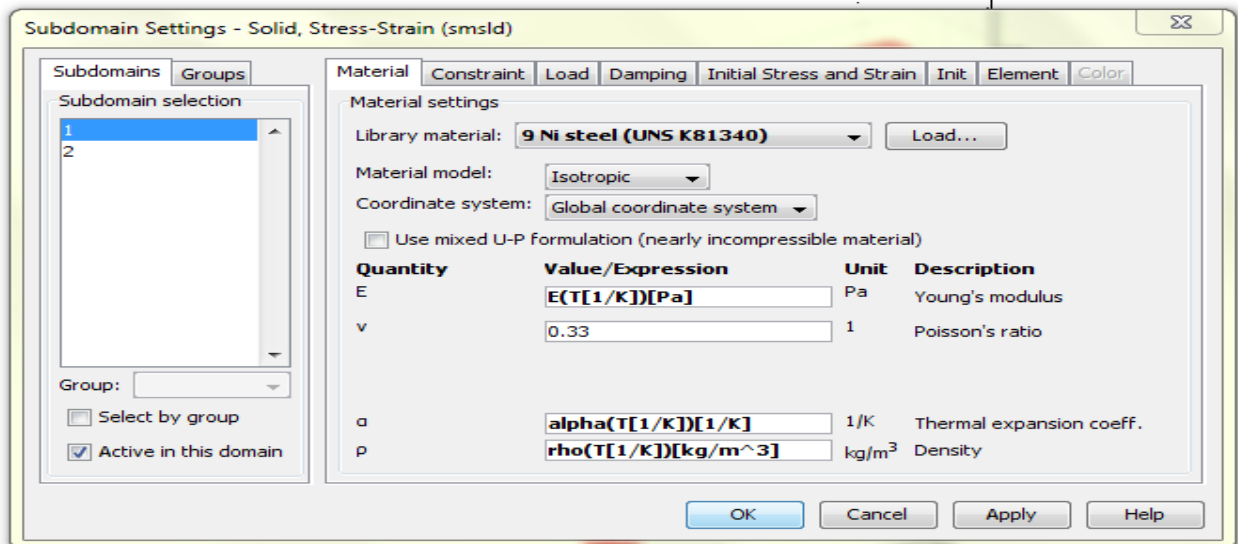 Subdomain Settings - Solid, Stress-Strain (smsld)
Subdomains Groups
Subdomain selection
1
2
Group:
Select by group
Active in this domain
Material Constraint Load Damping Initial Stress and Strain Init Element Color
Material settings
Library material: 9 Ni steel (UNS K81340) Load...
Material model: Isotropic
Coordinate system: Global coordinate system
Use mixed U-P formulation (nearly incompressible material)
Quantity Value/Expression Unit Description
E E(T[1/K])[Pa] Pa Young's modulus
ν 0.33 1 Poisson's ratio
α alpha(T[1/K])[1/K] 1/K Thermal expansion coeff.
ρ rho(T[1/K])[kg/m^3] kg/m³ Density
OK Cancel Apply Help